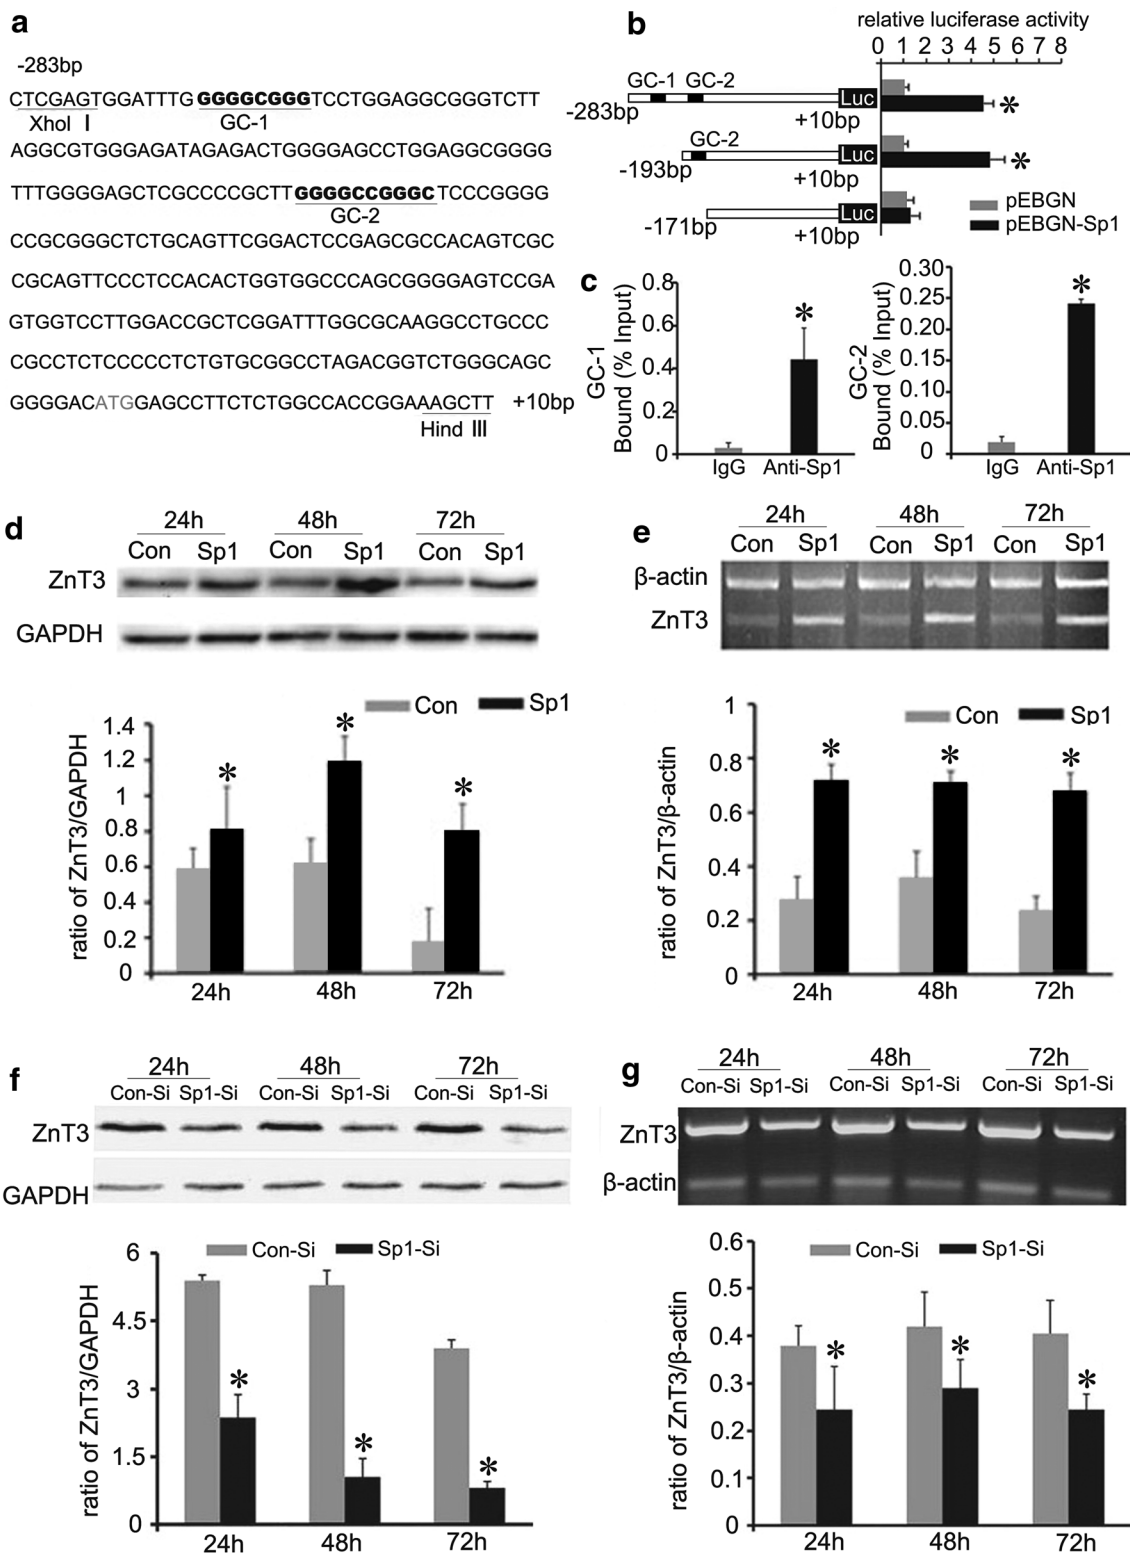 a
-283bp
CTCGAGTGGATTTGGGGGCGGGTCCTGGAGGCGGGTCTT
XhoI I
GC-1
AGGCGTGGGAGATAGAGACTGGGGAGCCTGGAGGCGGGG
TTTGGGGAGCTCGCCCCGCTTGGGGCCGGGCTCCCGGGG
GC-2
CCGCGGGCTCTGCAGTTCGGACTCCGAGCGCCACAGTCGC
CGCAGTTCCCTCCACACTGGTGGCCCAGCGGGGAGTCCGA
GTGGTCCTTGGACCGCTCGGATTTGGCGCAAGGCCTGCCC
CGCCTCTCCCCCTCTGTGCGGCCTAGACGGTCTGGGCAGC
GGGGACATGGAGCCTTCTCTGGCCACCGGAAAGCTT +10bp
Hind III
b
relative luciferase activity
0 1 2 3 4 5 6 7 8
GC-1 GC-2
Luc
*
-283bp +10bp
GC-2
Luc
*
-193bp +10bp
Luc
-171bp +10bp
pEBGN
pEBGN-Sp1
c
GC-1
Bound (% Input)
0.8
0.6
0.4
0.2
0
*
IgG Anti-Sp1
GC-2
Bound (% Input)
0.30
0.25
0.20
0.15
0.10
0.05
0
*
IgG Anti-Sp1
d
24h 48h 72h
Con Sp1 Con Sp1 Con Sp1
ZnT3
GAPDH
Con Sp1
ratio of ZnT3/GAPDH
1.4
1.2
1
0.8
0.6
0.4
0.2
0
* * *
24h 48h 72h
e
24h 48h 72h
Con Sp1 Con Sp1 Con Sp1
β-actin
ZnT3
Con Sp1
ratio of ZnT3/β-actin
1
0.8
0.6
0.4
0.2
0
* * *
24h 48h 72h
f
24h 48h 72h
Con-Si Sp1-Si Con-Si Sp1-Si Con-Si Sp1-Si
ZnT3
GAPDH
Con-Si Sp1-Si
ratio of ZnT3/GAPDH
6
4.5
3
1.5
0
* * *
24h 48h 72h
g
24h 48h 72h
Con-Si Sp1-Si Con-Si Sp1-Si Con-Si Sp1-Si
ZnT3
β-actin
Con-Si Sp1-Si
ratio of ZnT3/β-actin
0.6
0.5
0.4
0.3
0.2
0.1
0
* * *
24h 48h 72h